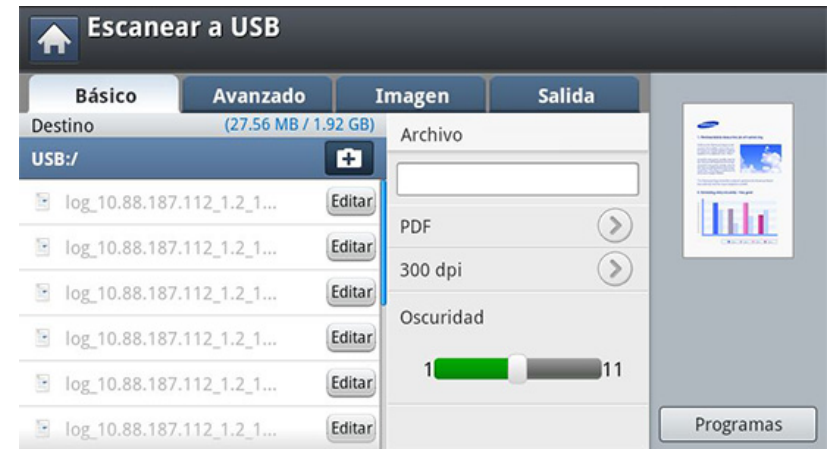 Escanear a USB
Básico
Avanzado
Imagen
Salida
Destino
(27.56 MB / 1.92 GB)
USB:/
log_10.88.187.112_1.2_1...
Editar
log_10.88.187.112_1.2_1...
Editar
log_10.88.187.112_1.2_1...
Editar
log_10.88.187.112_1.2_1...
Editar
log_10.88.187.112_1.2_1...
Editar
log_10.88.187.112_1.2_1...
Editar
Archivo
PDF
300 dpi
Oscuridad
1
11
Programas